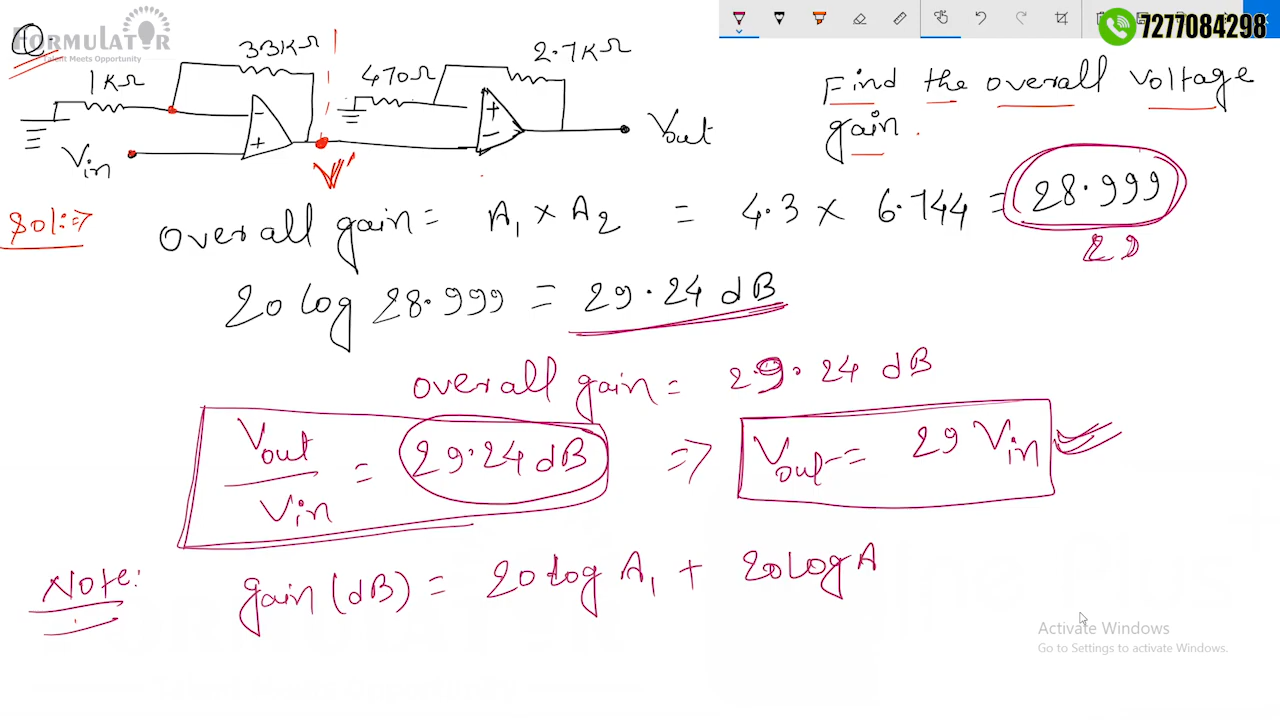 FORMULATOR
Talent Meets Opportunity
7277084298
①
33KΩ
2.7KΩ
1KΩ
470Ω
Find the overall voltage
gain.
-
+
+
-
Vin
V'
Vout
Sol:⇒
overall gain = A₁ × A₂ = 4.3 × 6.744 = 28.999
29
20 log 28.999 = 29.24 dB
overall gain = 29.24 dB
Vout/Vin = 29.24 dB ⇒ Vout = 29 Vin
Note: gain (dB) = 20 log A₁ + 20 log A
Activate Windows
Go to Settings to activate Windows.